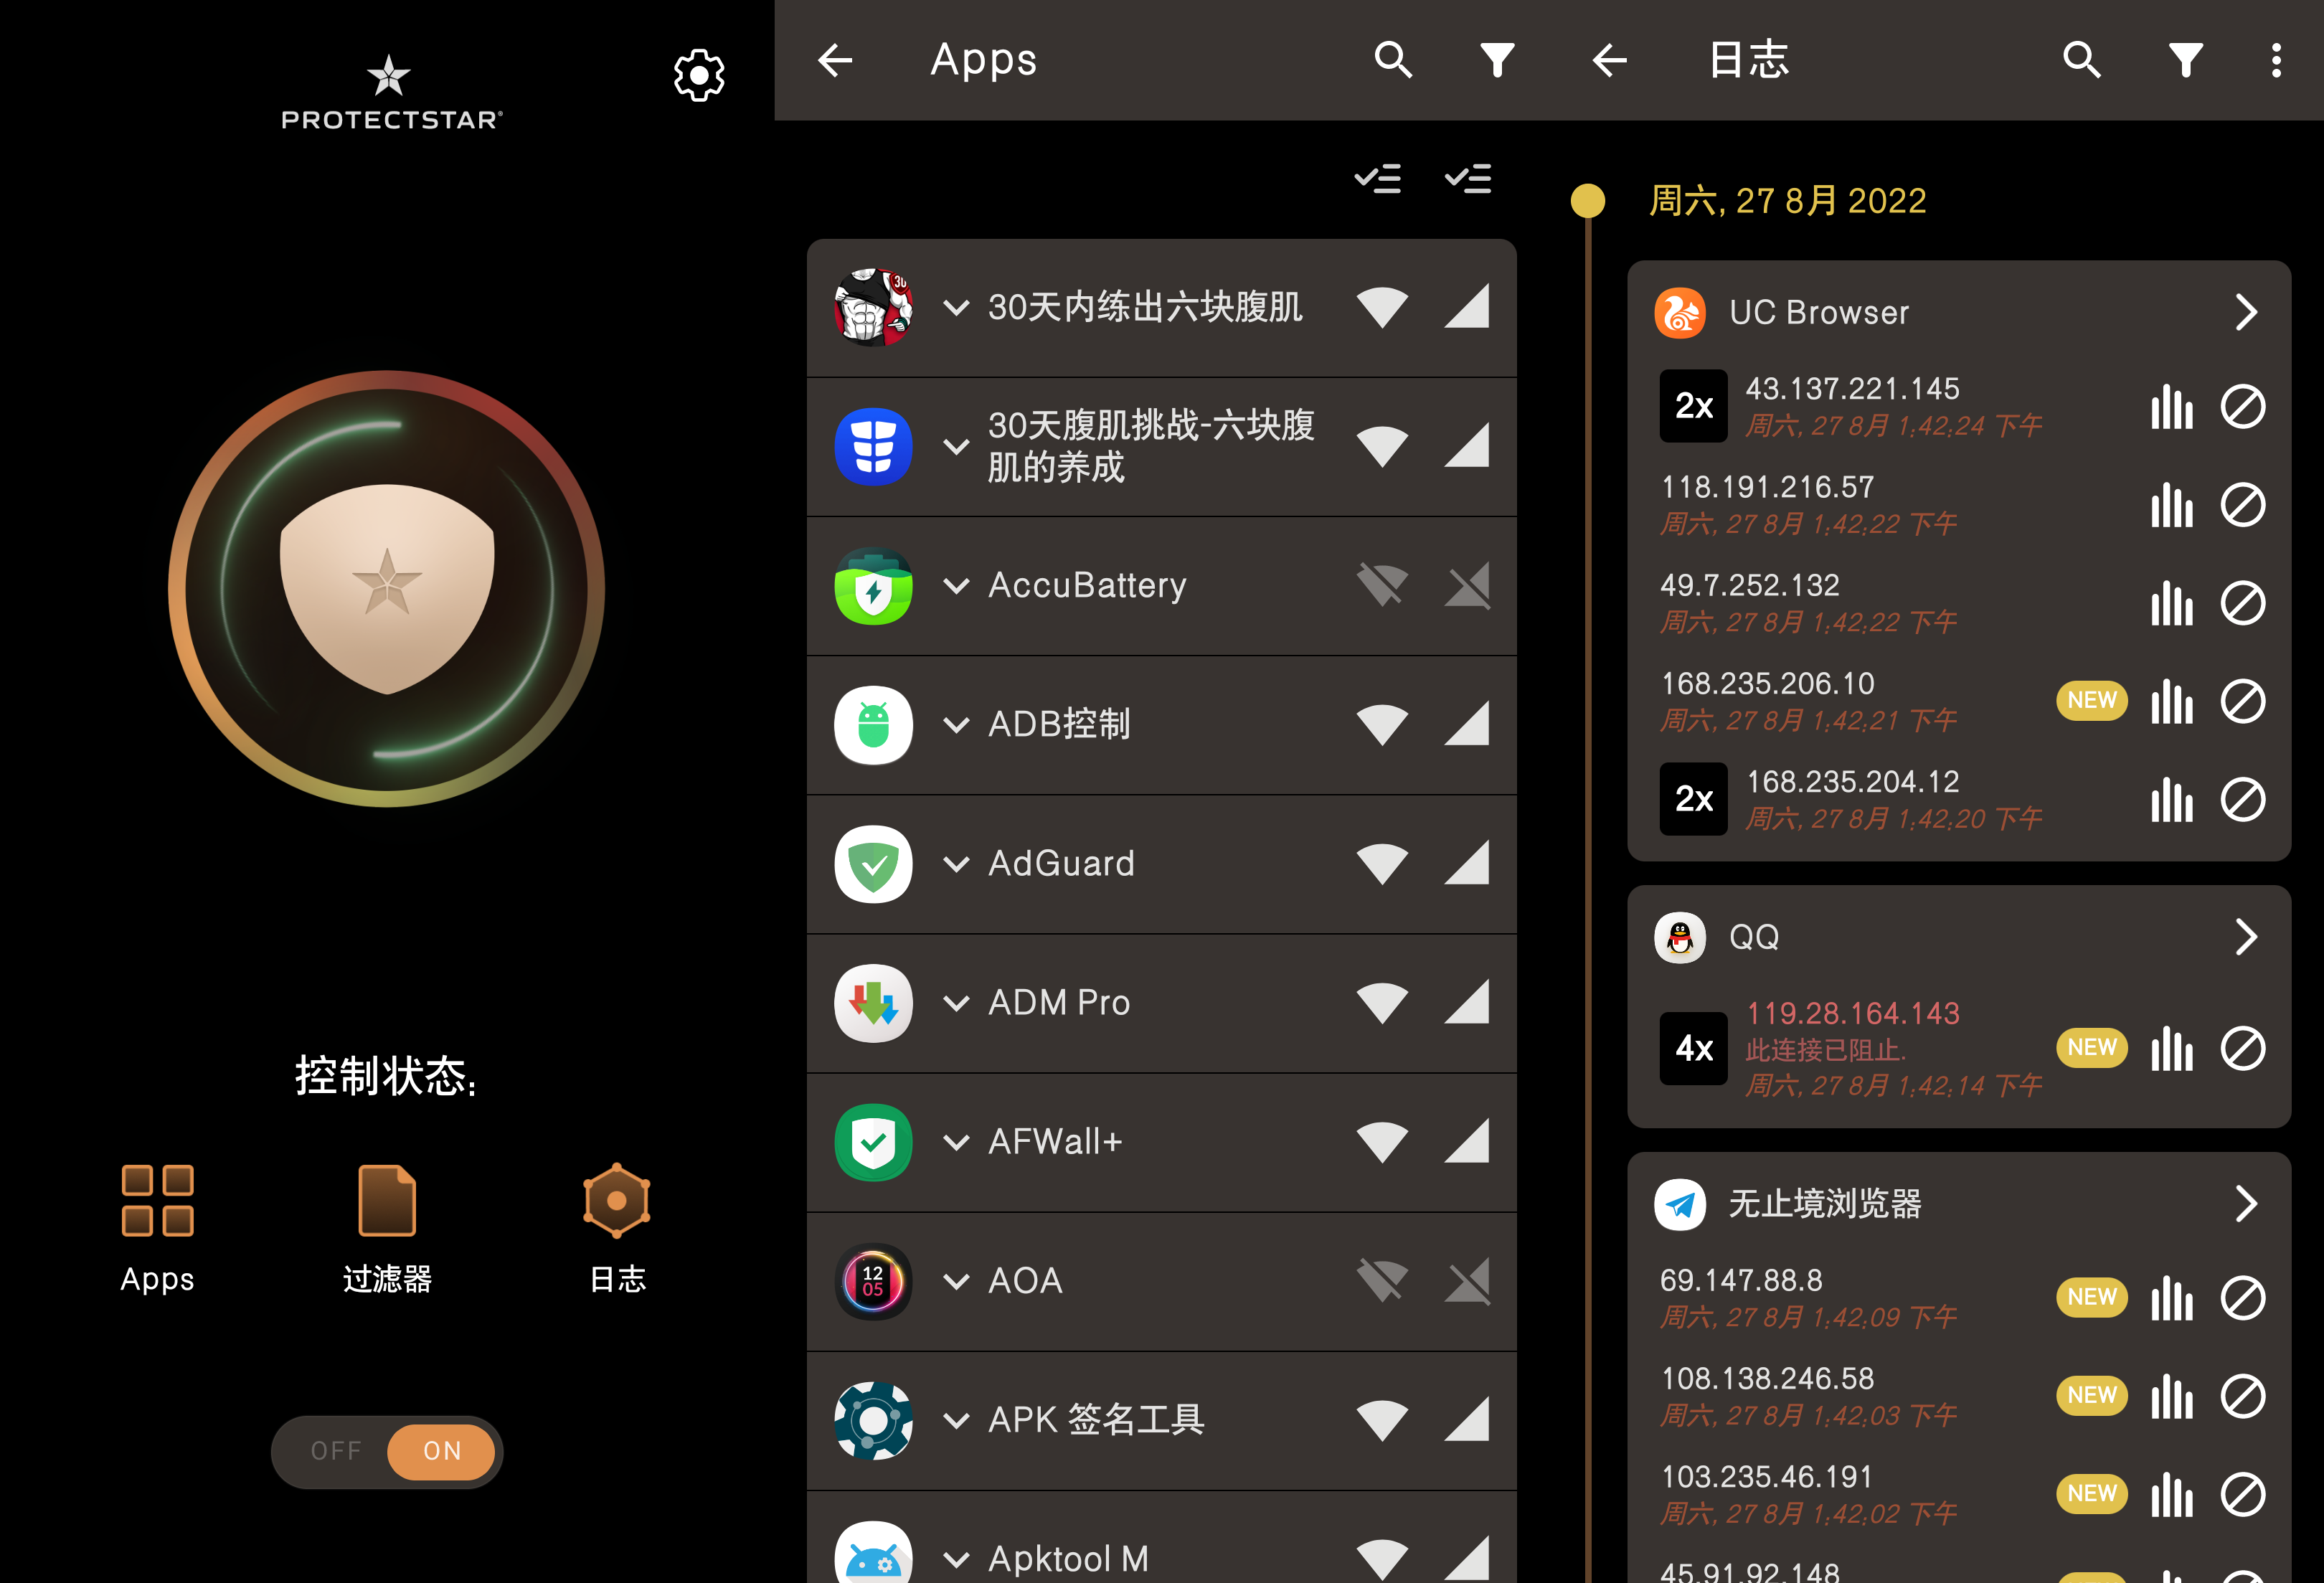 PROTECTSTAR®
控制状态:
Apps
过滤器
日志
OFF
ON
Apps
30天内练出六块腹肌
30天腹肌挑战-六块腹
肌的养成
AccuBattery
ADB控制
AdGuard
ADM Pro
AFWall+
12
05
AOA
APK 签名工具
Apktool M
日志
周六, 27 8月 2022
UC Browser
2x
43.137.221.145
周六, 27 8月 1:42:24 下午
118.191.216.57
周六, 27 8月 1:42:22 下午
49.7.252.132
周六, 27 8月 1:42:22 下午
168.235.206.10
周六, 27 8月 1:42:21 下午
NEW
2x
168.235.204.12
周六, 27 8月 1:42:20 下午
QQ
4x
119.28.164.143
此连接已阻止.
周六, 27 8月 1:42:14 下午
NEW
无止境浏览器
69.147.88.8
周六, 27 8月 1:42:09 下午
NEW
108.138.246.58
周六, 27 8月 1:42:03 下午
NEW
103.235.46.191
周六, 27 8月 1:42:02 下午
NEW
45.91.92.148